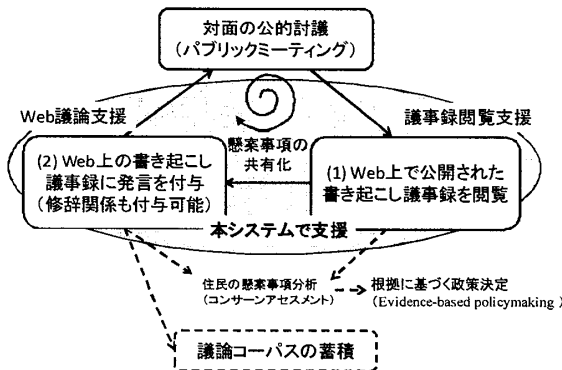 対面の公的討議
（パブリックミーティング）
Web議論支援
議事録閲覧支援
懸案事項の
共有化
(2) Web上の書き起こし
議事録に発言を付与
（修辞関係も付与可能）
(1) Web上で公開された
書き起こし議事録を閲覧
本システムで支援
住民の懸案事項分析
（コンサーンアセスメント）
根拠に基づく政策決定
（Evidence-based policymaking ）
議論コーパスの蓄積